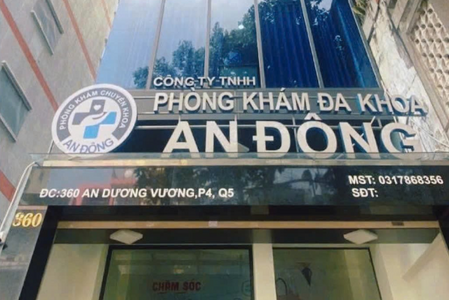 CÔNG TY TNHH
PHÒNG KHÁM ĐA KHOA
AN ĐÔNG
PHÒNG KHÁM CHUYÊN KHOA
AN ĐÔNG
ĐC:360 AN DƯƠNG VƯƠNG,P4, Q5
MST: 0317868356
SĐT:
360
CHĂM SÓC